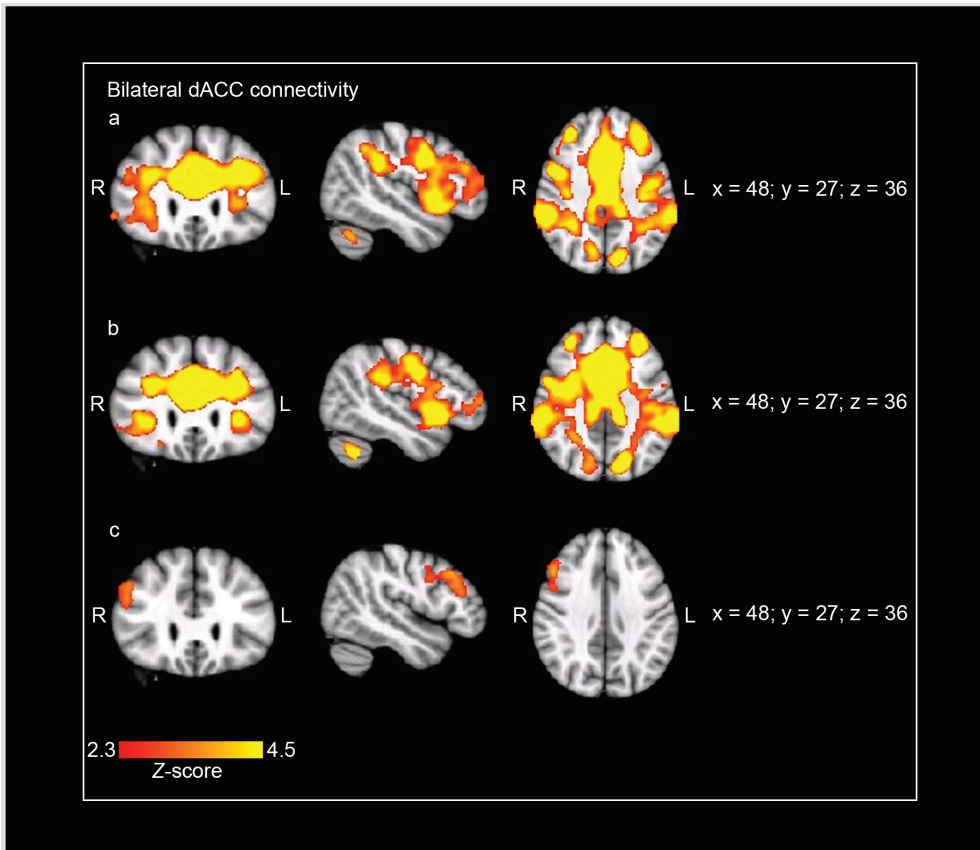 Bilateral dACC connectivity
a
R L R L x = 48; y = 27; z = 36
b
R L R L x = 48; y = 27; z = 36
c
R L R L x = 48; y = 27; z = 36
2.3 4.5
Z-score